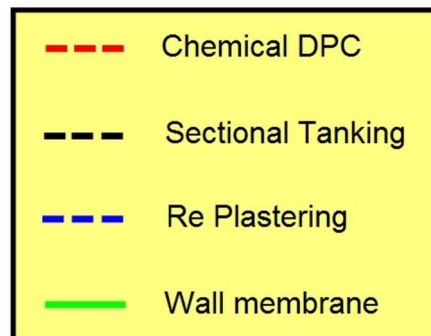 Chemical DPC
Sectional Tanking
Re Plastering
Wall membrane